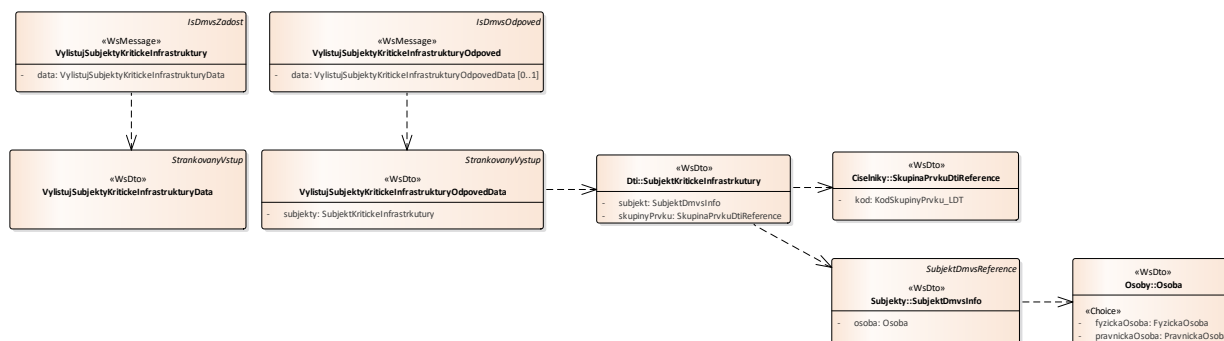 IsDmvsZadost
«WsMessage»
VylistujSubjektyKritickeInfrastruktury
- data: VylistujSubjektyKritickeInfrastrukturyData
IsDmvsOdpoved
«WsMessage»
VylistujSubjektyKritickeInfrastrukturyOdpoved
- data: VylistujSubjektyKritickeInfrastrukturyOdpovedData [0..1]
StrankovanyVstup
«WsDto»
VylistujSubjektyKritickeInfrastrukturyData
StrankovanyVystup
«WsDto»
VylistujSubjektyKritickeInfrastrukturyOdpovedData
- subjekty: SubjektKritickeInfrastrkutury
«WsDto»
Dti::SubjektKritickeInfrastrkutury
- subjekt: SubjektDmvsInfo
- skupinyPrvku: SkupinaPrvkuDtiReference
«WsDto»
Ciselniky::SkupinaPrvkuDtiReference
- kod: KodSkupinyPrvku_LDT
SubjektDmvsReference
«WsDto»
Subjekty::SubjektDmvsInfo
- osoba: Osoba
«WsDto»
Osoby::Osoba
«Choice»
- fyzickaOsoba: FyzickaOsoba
- pravnickaOsoba: PravnickaOsob